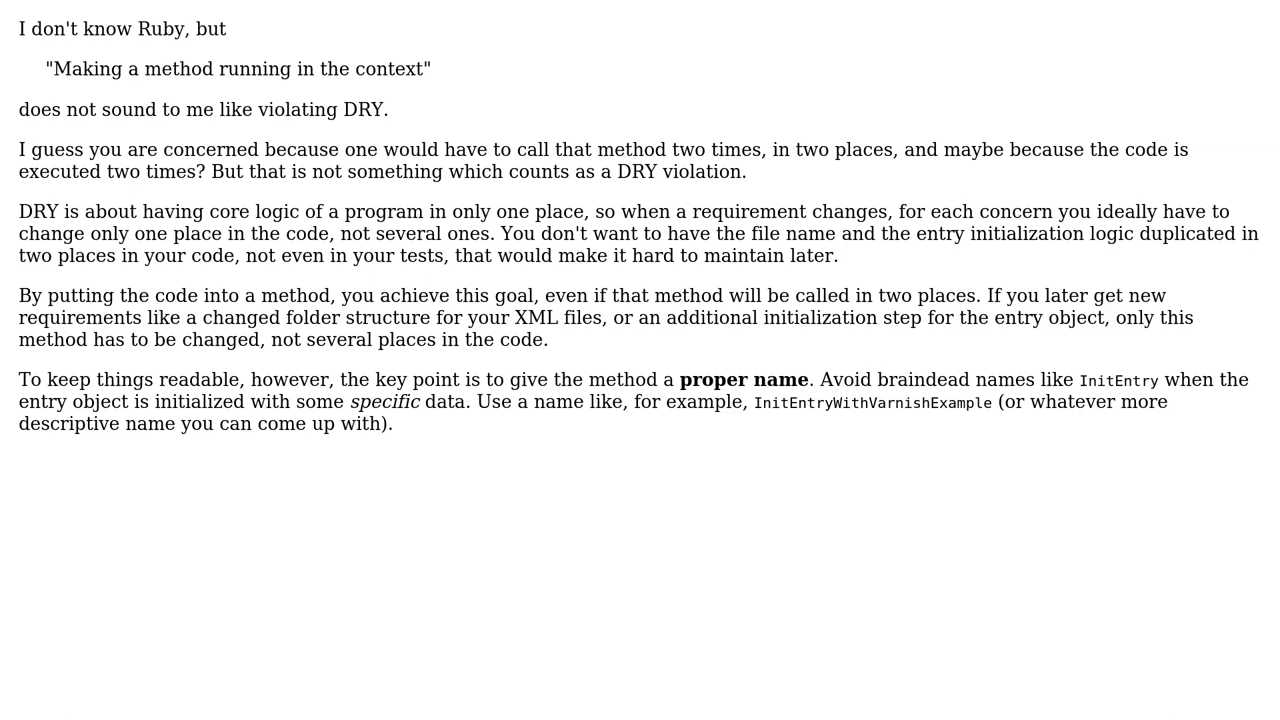 I don't know Ruby, but
"Making a method running in the context"
does not sound to me like violating DRY.
I guess you are concerned because one would have to call that method two times, in two places, and maybe because the code is
executed two times? But that is not something which counts as a DRY violation.
DRY is about having core logic of a program in only one place, so when a requirement changes, for each concern you ideally have to
change only one place in the code, not several ones. You don't want to have the file name and the entry initialization logic duplicated in
two places in your code, not even in your tests, that would make it hard to maintain later.
By putting the code into a method, you achieve this goal, even if that method will be called in two places. If you later get new
requirements like a changed folder structure for your XML files, or an additional initialization step for the entry object, only this
method has to be changed, not several places in the code.
To keep things readable, however, the key point is to give the method a proper name. Avoid braindead names like InitEntry when the
entry object is initialized with some specific data. Use a name like, for example, InitEntryWithVarnishExample (or whatever more
descriptive name you can come up with).